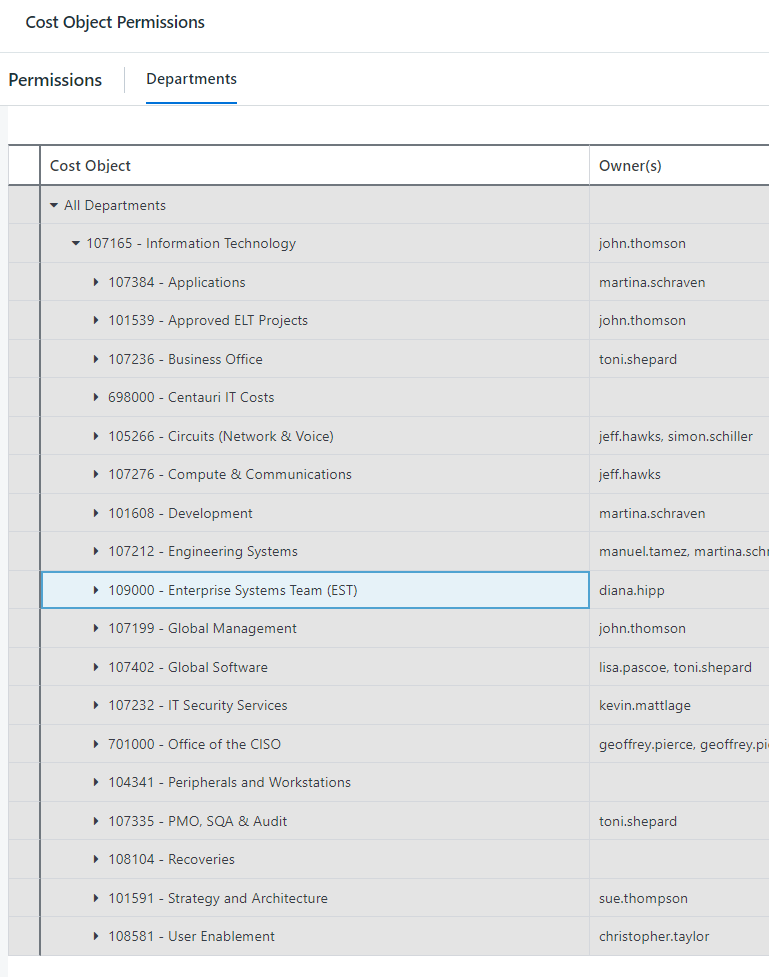 Cost Object Permissions
Permissions Departments
Cost Object Owner(s)
All Departments
107165 - Information Technology john.thomson
107384 - Applications martina.schraven
101539 - Approved ELT Projects john.thomson
107236 - Business Office toni.shepard
698000 - Centauri IT Costs
105266 - Circuits (Network & Voice) jeff.hawks, simon.schiller
107276 - Compute & Communications jeff.hawks
101608 - Development martina.schraven
107212 - Engineering Systems manuel.tamez, martina.schr
109000 - Enterprise Systems Team (EST) diana.hipp
107199 - Global Management john.thomson
107402 - Global Software lisa.pascoe, toni.shepard
107232 - IT Security Services kevin.mattlage
701000 - Office of the CISO geoffrey.pierce, geoffrey.pi
104341 - Peripherals and Workstations
107335 - PMO, SQA & Audit toni.shepard
108104 - Recoveries
101591 - Strategy and Architecture sue.thompson
108581 - User Enablement christopher.taylor